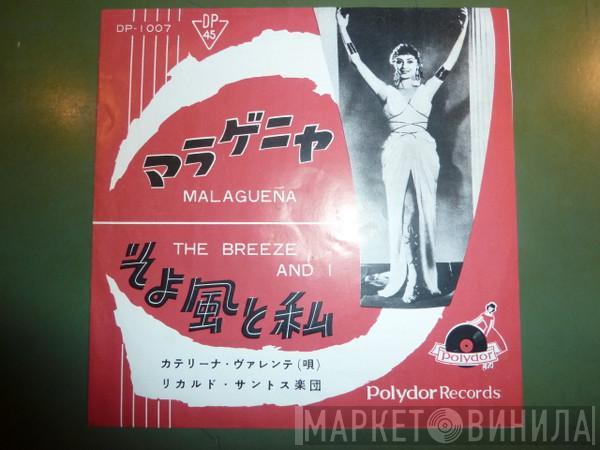 DP-1007
DP
45
マラゲニャ
MALAGUEÑA
THE BREEZE
AND I
そよ風と私
カテリーナ・ヴァレンテ(唄)
リカルド・サントス楽団
Polydor
Polydor Records
МАРКЕТ ВИНИЛА